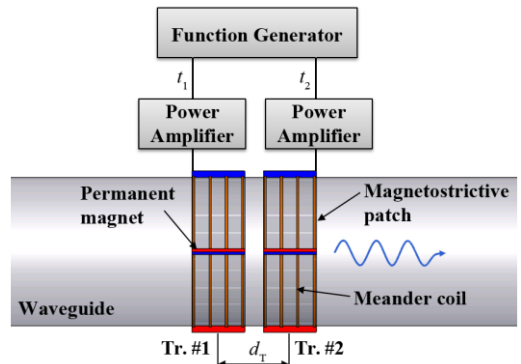 Function Generator
t1
t2
Power
Amplifier
Power
Amplifier
Permanent
magnet
Magnetostrictive
patch
Waveguide
Meander coil
Tr. #1
dT
Tr. #2